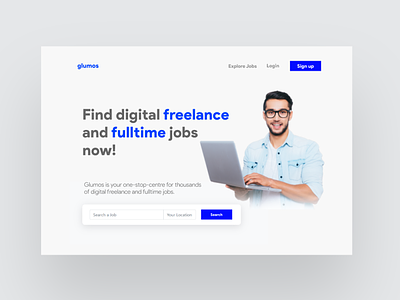 glumos
Explore Jobs
Login
Sign up
Find digital freelance
and fulltime jobs
now!
Glumos is your one-stop-centre for thousands
of digital freelance and fulltime jobs.
Search a Job
Your Location
Search